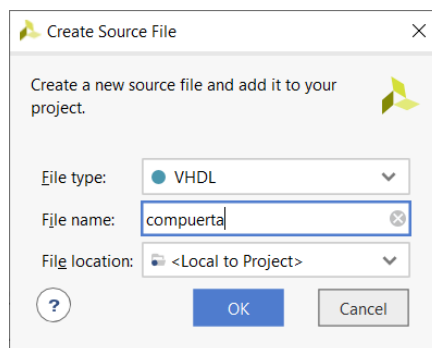 Create Source File
Create a new source file and add it to your
project.
File type: VHDL
File name: compuerta
File location: <Local to Project>
?
OK Cancel